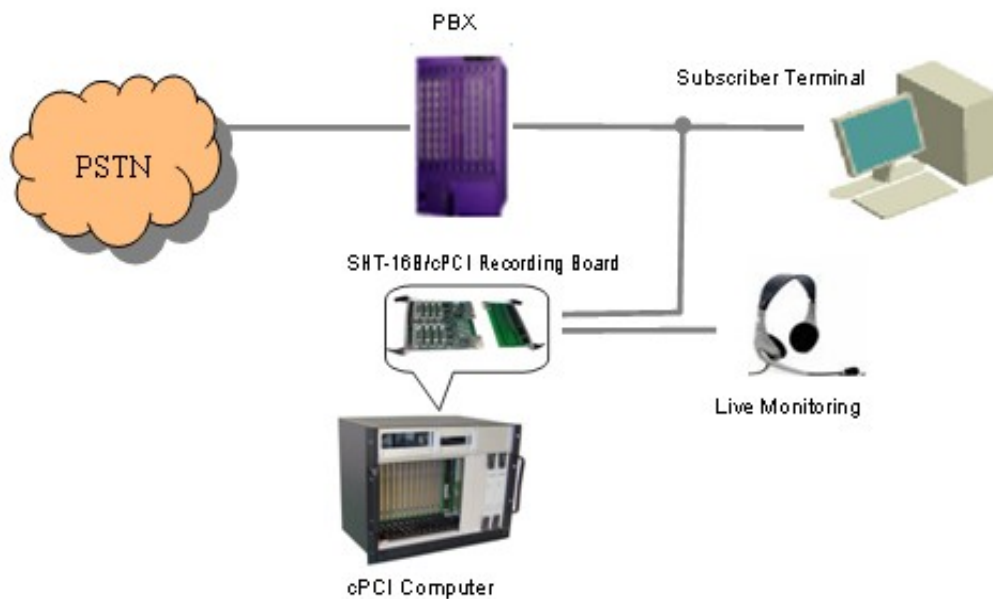 PBX
Subscriber Terminal
PSTN
SHT-16B/cPCI Recording Board
Live Monitoring
cPCI Computer